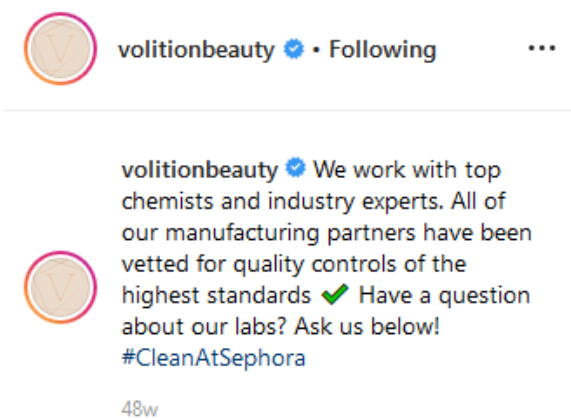 volitionbeauty • Following
volitionbeauty We work with top
chemists and industry experts. All of
our manufacturing partners have been
vetted for quality controls of the
highest standards ✔ Have a question
about our labs? Ask us below!
#CleanAtSephora
48w